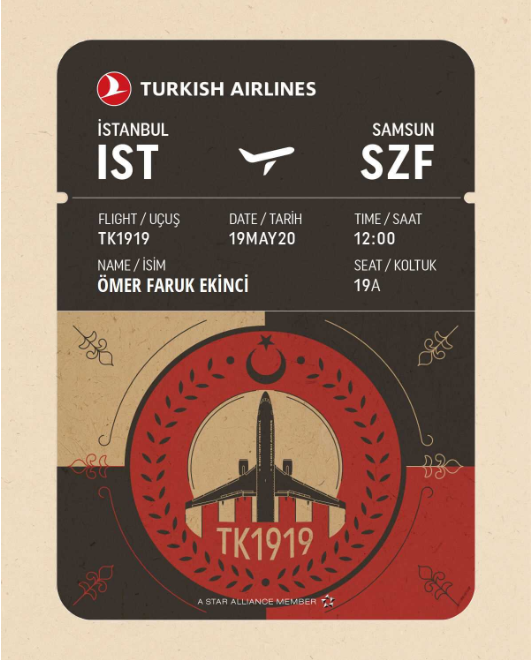 TURKISH AIRLINES
İSTANBUL SAMSUN
IST SZF
FLIGHT / UÇUŞ DATE / TARİH TIME / SAAT
TK1919 19MAY20 12:00
NAME / İSİM SEAT / KOLTUK
ÖMER FARUK EKİNCİ 19A
TK1919
A STAR ALLIANCE MEMBER